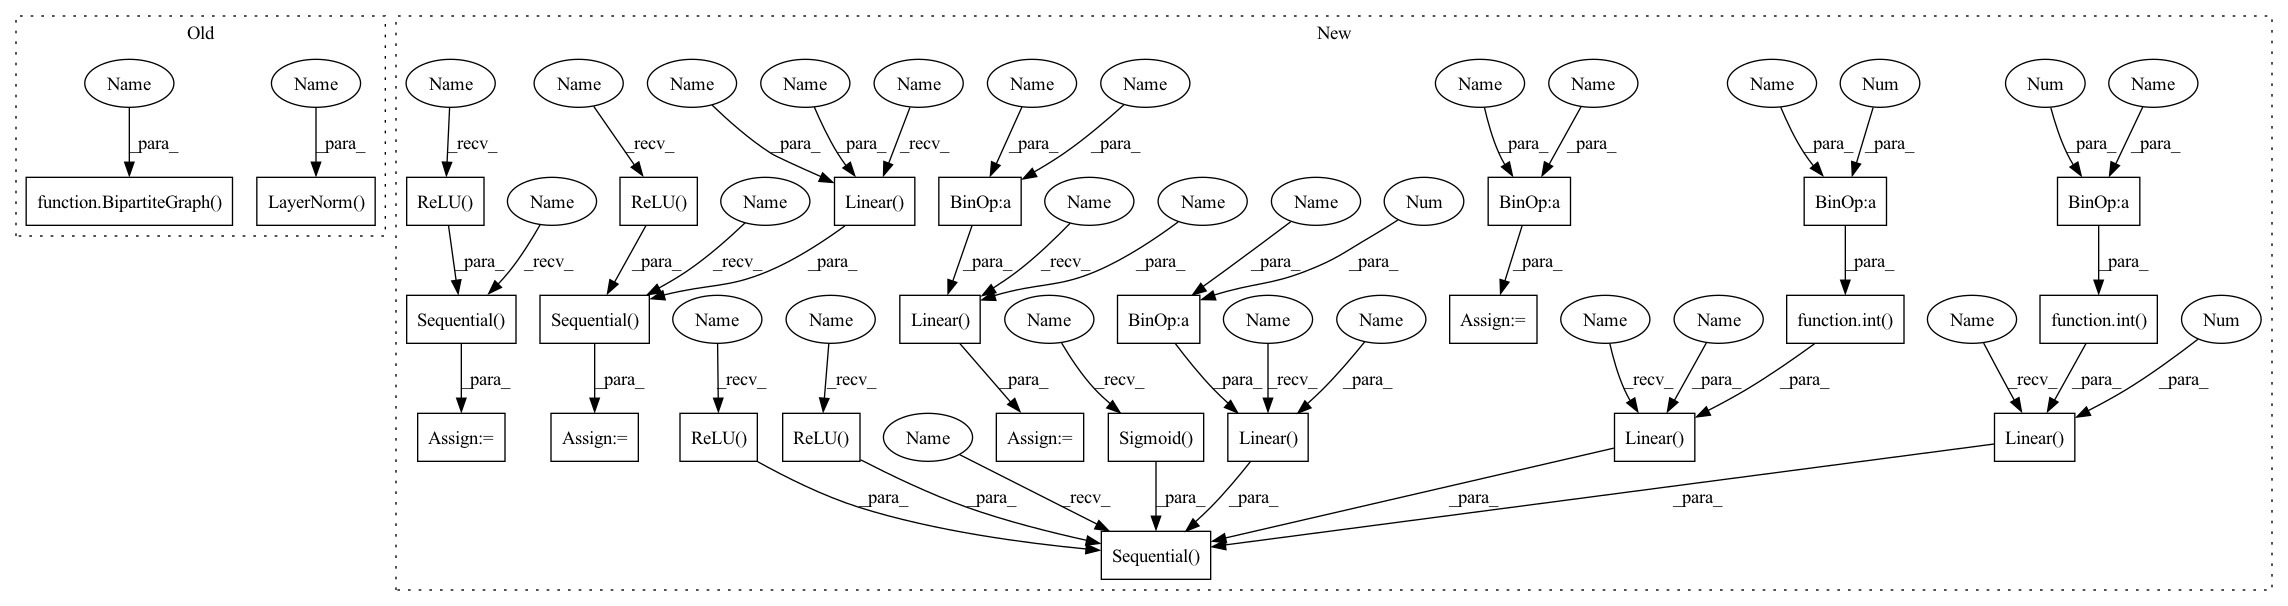 Old New
Name Name Name Name Name Name Name Name Name Name Name Name Num Num Name
_para_ _para_ _recv_ _recv_ _para_ _para_ _recv_ _para_ _para_ _para_ _para_ _para_ _para_ _para_ _para_
function.BipartiteGraph() LayerNorm() ReLU() Name ReLU() Name Linear() BinOp:a Name Name Name Num BinOp:a BinOp:a BinOp:a
_para_ _recv_ _para_ _recv_ _para_ _para_ _recv_ _para_ _para_ _para_ _para_ _para_ _para_
Sequential() Sequential() Name Name Linear() Name BinOp:a Name Name Assign:= Name Name function.int() Name function.int() Num
_para_ _para_ _recv_ _recv_ _para_ _recv_ _para_ _recv_ _para_ _recv_ _para_ _para_ _recv_ _para_ _para_
Assign:= Assign:= ReLU() ReLU() Name Assign:= Sigmoid() Linear() Linear() Linear()
_para_ _para_ _recv_ _para_ _para_ _para_ _para_
Sequential()